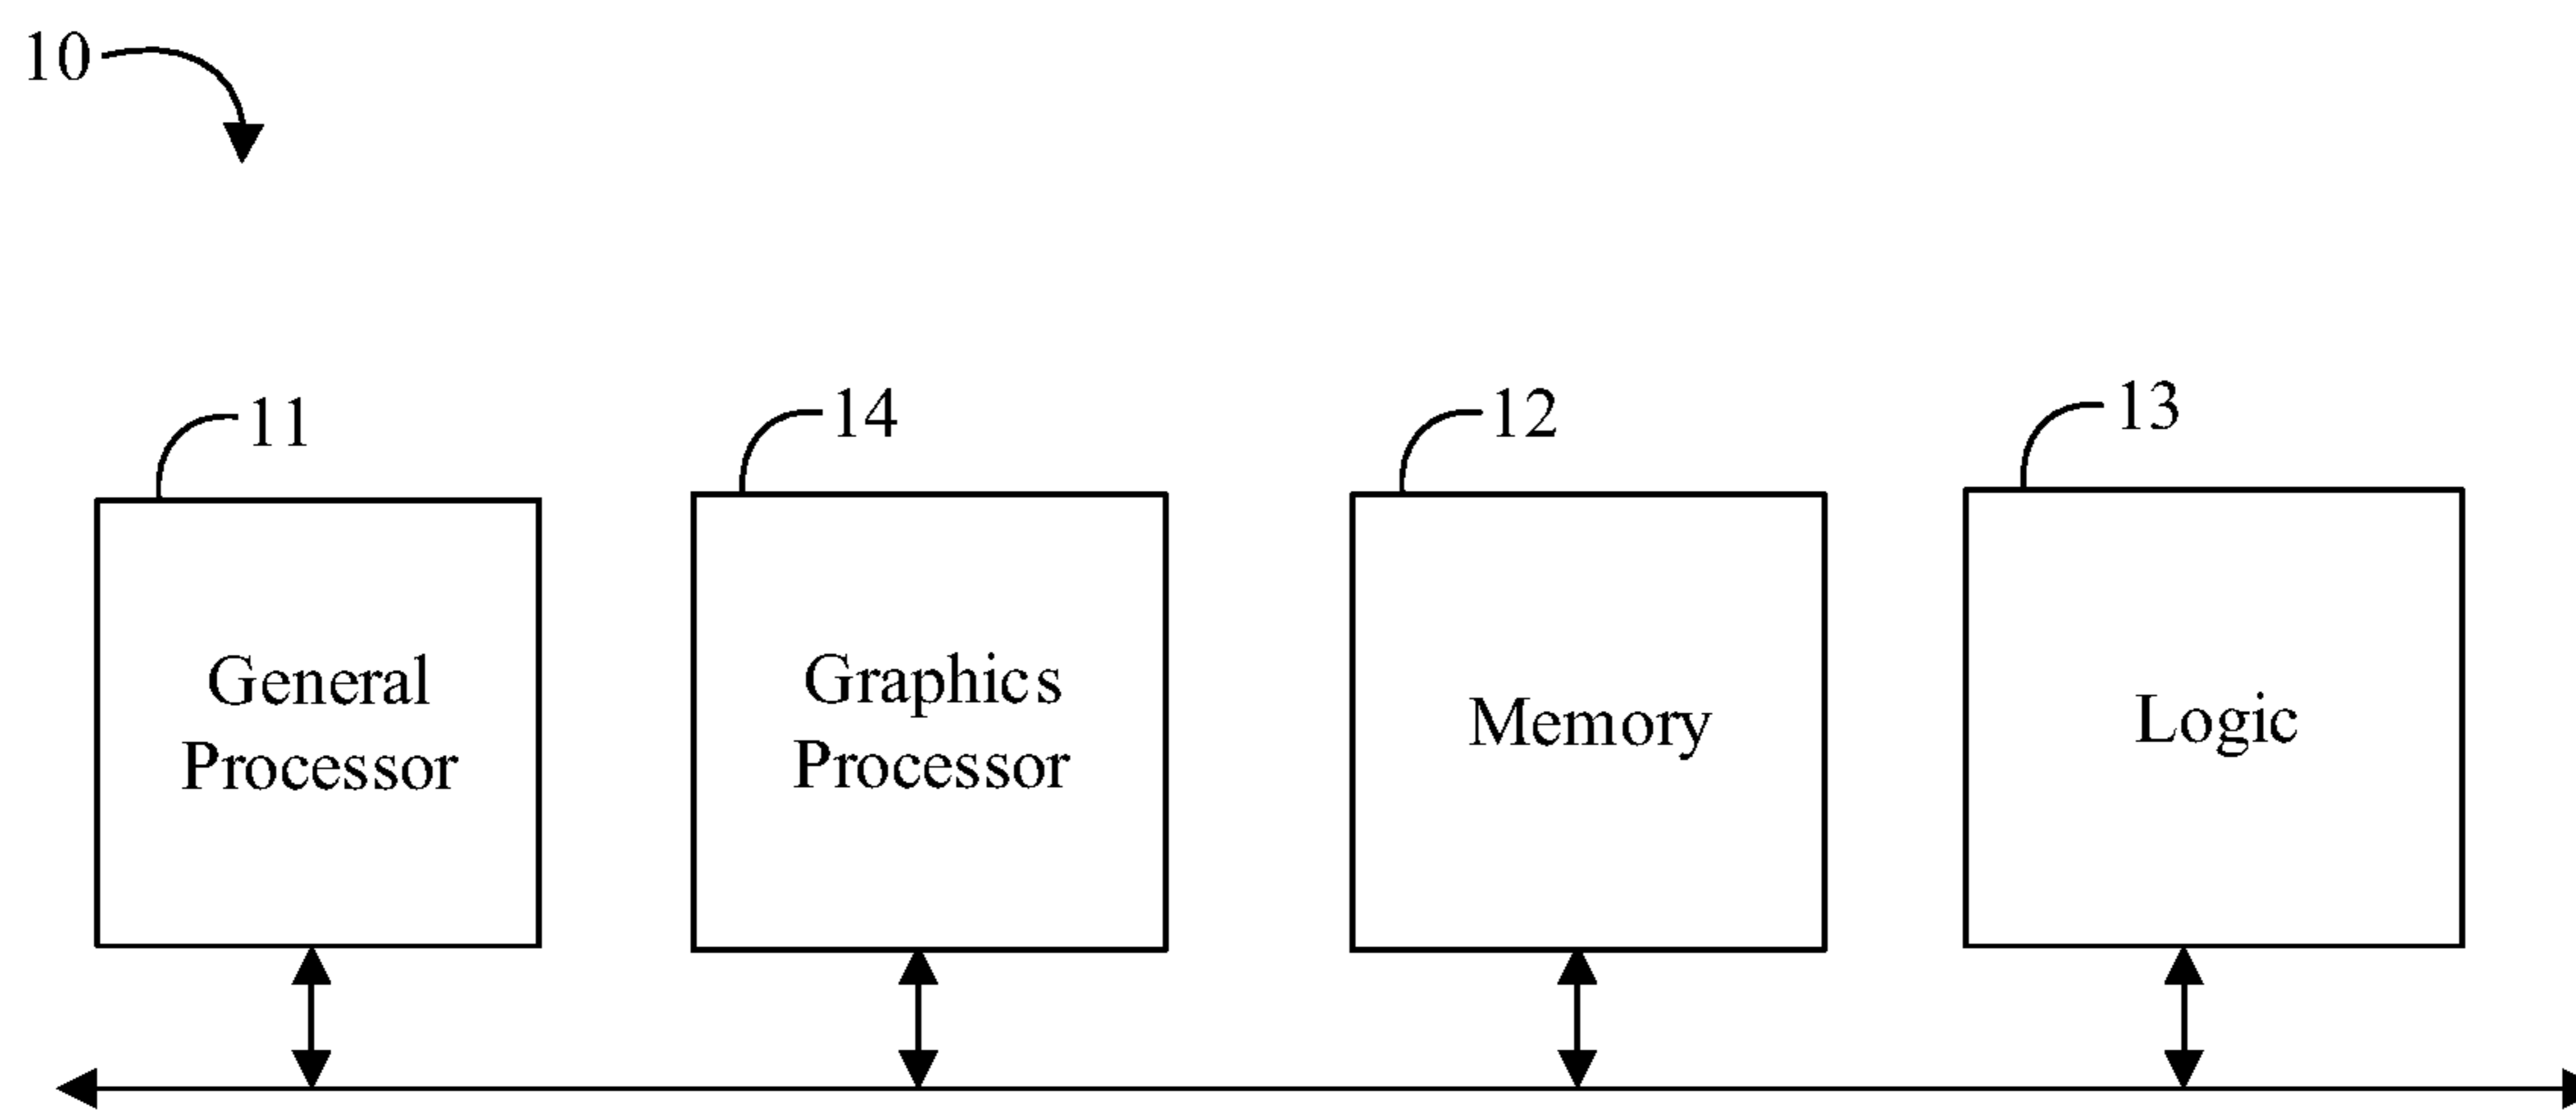 10
11
14
12
13
General
Processor
Graphics
Processor
Memory
Logic